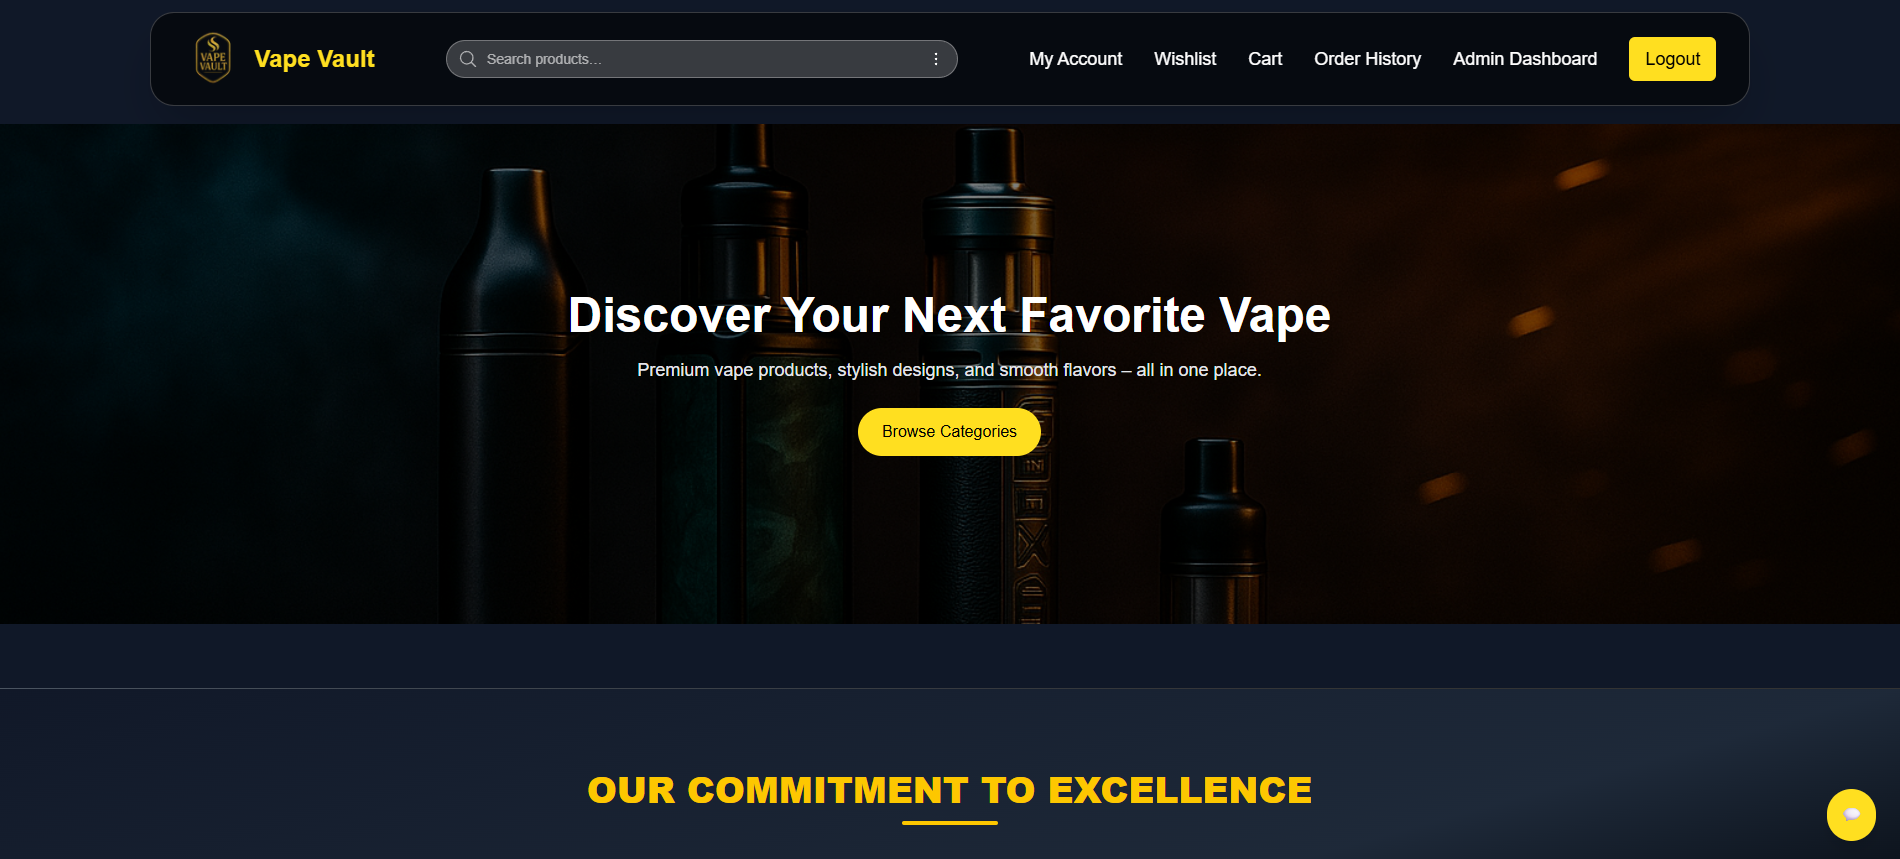 VAPE
VAULT
Vape Vault
Search products...
My Account
Wishlist
Cart
Order History
Admin Dashboard
Logout
Discover Your Next Favorite Vape
Premium vape products, stylish designs, and smooth flavors – all in one place.
Browse Categories
OUR COMMITMENT TO EXCELLENCE